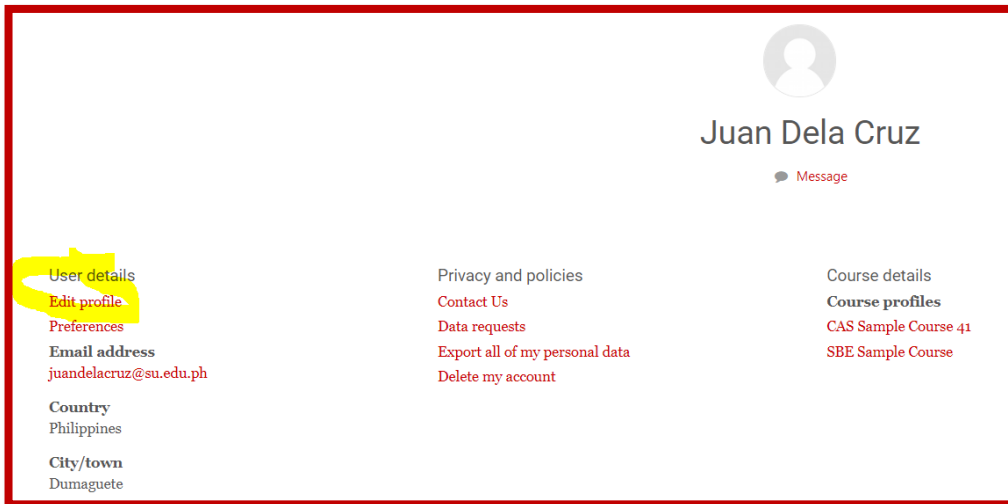 Juan Dela Cruz
Message
User details
Edit profile
Preferences
Email address
juandelacruz@su.edu.ph
Country
Philippines
City/town
Dumaguete
Privacy and policies
Contact Us
Data requests
Export all of my personal data
Delete my account
Course details
Course profiles
CAS Sample Course 41
SBE Sample Course